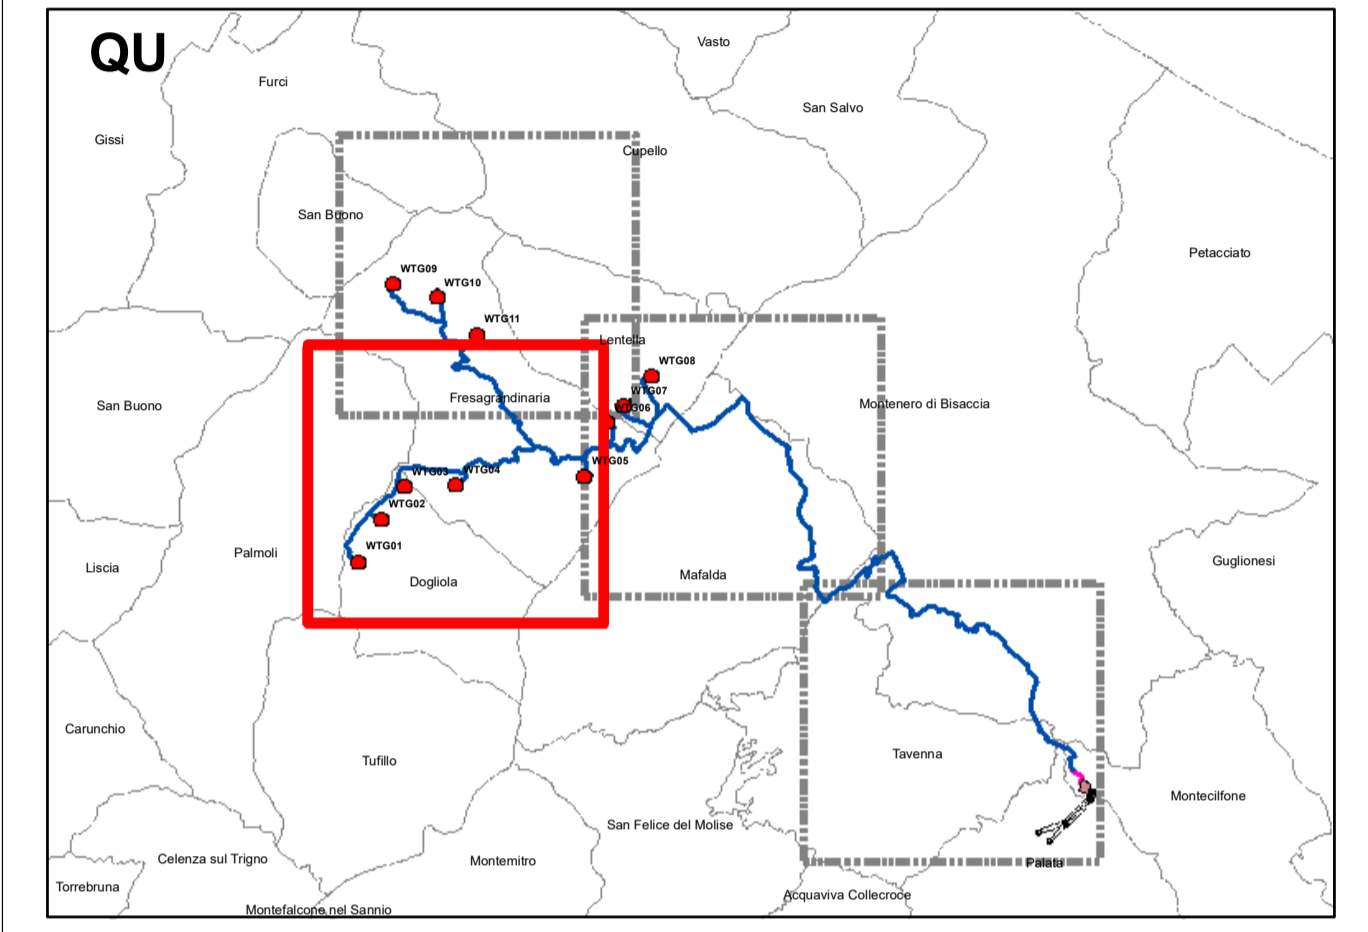 QU
Vasto
Furci
San Salvo
Gissi
Cupello
San Buono
Petacciato
WTG09
WTG10
WTG11
Lentella
WTG08
WTG07
Fresagrandinaria
San Buono
Montenero di Bisaccia
WTG06
WTG05
WTG03
WTG04
WTG02
WTG01
Palmoli
Liscia
Dogliola
Mafalda
Guglionesi
Carunchio
Tufillo
Tavenna
Montecilfone
San Felice del Molise
Celenza sul Trigno
Montemitro
Palata
Torrebruna
Acquaviva Collecroce
Montefalcone nel Sannio